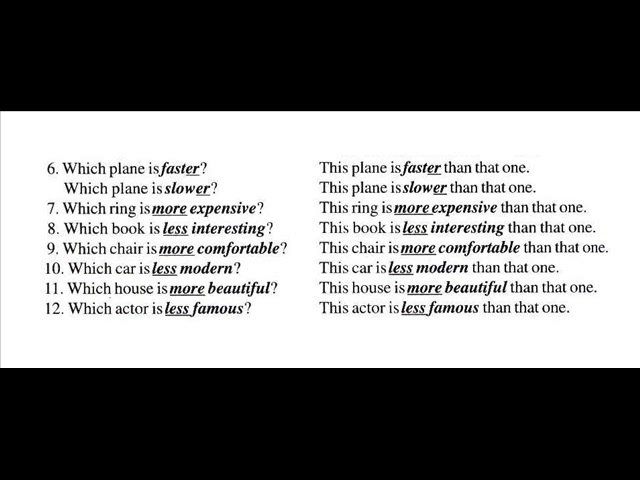 6. Which plane is faster? This plane is faster than that one.
Which plane is slower? This plane is slower than that one.
7. Which ring is more expensive? This ring is more expensive than that one.
8. Which book is less interesting? This book is less interesting than that one.
9. Which chair is more comfortable? This chair is more comfortable than that one.
10. Which car is less modern? This car is less modern than that one.
11. Which house is more beautiful? This house is more beautiful than that one.
12. Which actor is less famous? This actor is less famous than that one.